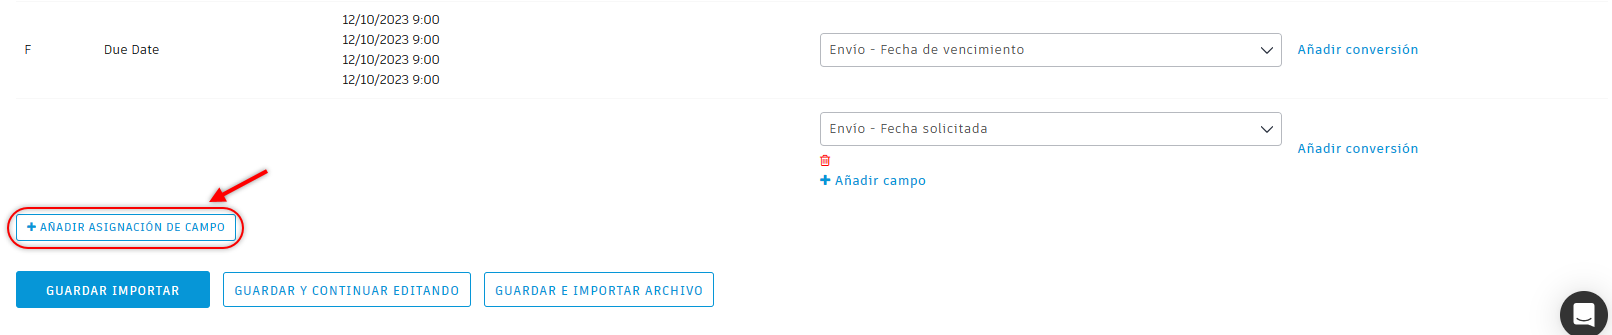 12/10/2023 9:00
12/10/2023 9:00
F Due Date Envío - Fecha de vencimiento Añadir conversión
12/10/2023 9:00
12/10/2023 9:00
Envío - Fecha solicitada
Añadir conversión
Añadir campo
AÑADIR ASIGNACIÓN DE CAMPO
GUARDAR IMPORTAR GUARDAR Y CONTINUAR EDITANDO GUARDAR E IMPORTAR ARCHIVO